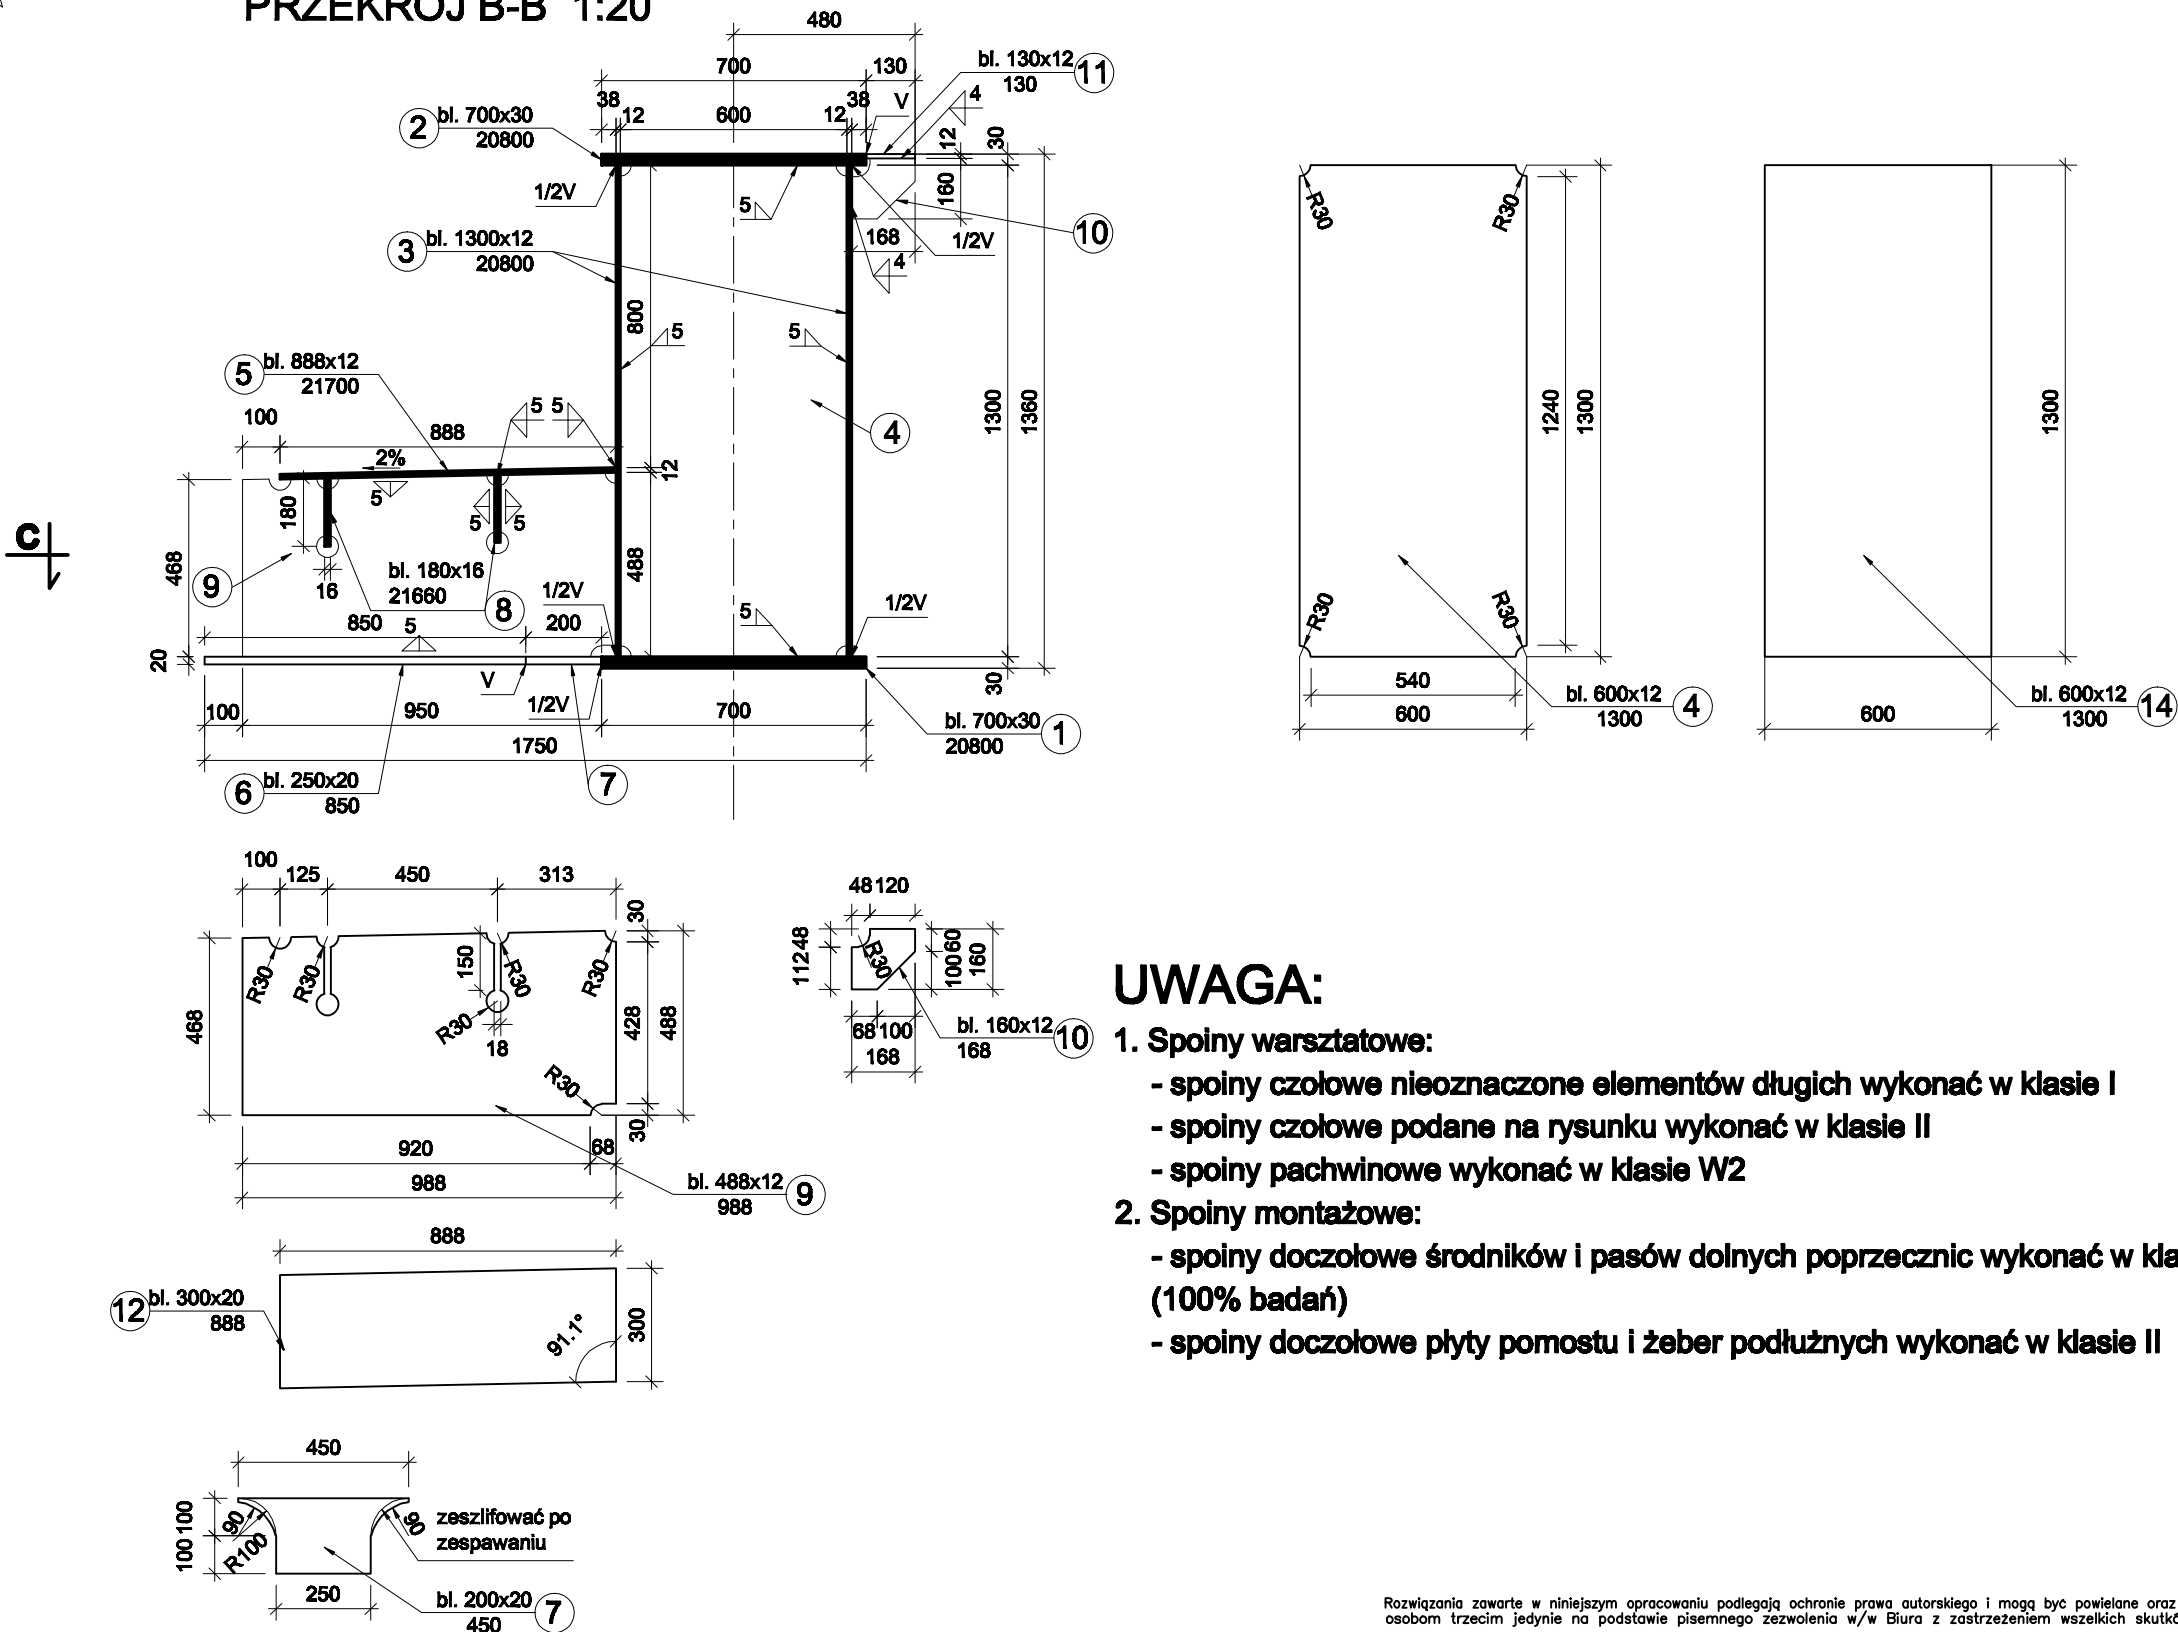 PRZEKRÓJ B-B 1:20
480
700
130
bl. 130x12
130
11
38
12
600
12
38
V
4
2
bl. 700x30
20800
12
30
1/2V
5
160
10
168
1/2V
4
3
bl. 1300x12
20800
800
5
5
5
bl. 888x12
21700
100
888
5
5
4
1300
1360
2%
12
180
5
5
5
C
468
9
16
bl. 180x16
21660
8
488
1/2V
1/2V
5
850
5
200
20
V
1/2V
30
100
950
700
bl. 700x30
20800
1
1750
6
bl. 250x20
850
7
R30
R30
1240
1300
R30
R30
540
600
bl. 600x12
1300
4
1300
600
bl. 600x12
1300
14
100
125
450
313
30
R30
R30
150
R30
R30
468
R30
18
428
488
R30
30
920
68
988
bl. 488x12
988
9
48
120
48
112
R30
60
100
160
68
100
168
bl. 160x12
168
10
888
12
bl. 300x20
888
91.1°
300
450
100
100
90
R100
90
zeszlifować po
zespawaniu
250
bl. 200x20
450
7
UWAGA:
1. Spoiny warsztatowe:
- spoiny czołowe nieoznaczone elementów długich wykonać w klasie I
- spoiny czołowe podane na rysunku wykonać w klasie II
- spoiny pachwinowe wykonać w klasie W2
2. Spoiny montażowe:
- spoiny doczołowe środników i pasów dolnych poprzecznic wykonać w kla
(100% badań)
- spoiny doczołowe płyty pomostu i żeber podłużnych wykonać w klasie II
Rozwiązania zawarte w niniejszym opracowaniu podlegają ochronie prawa autorskiego i mogą być powielane oraz
osobom trzecim jedynie na podstawie pisemnego zezwolenia w/w Biura z zastrzeżeniem wszelkich skutkó